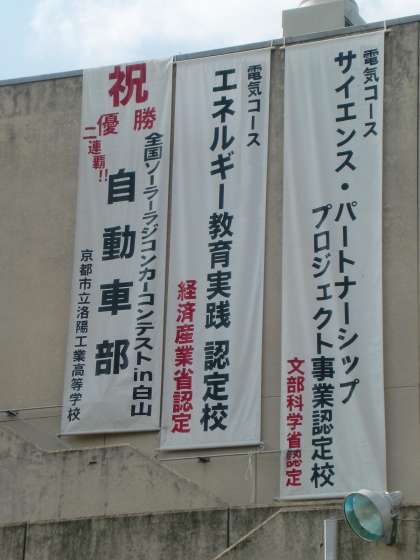 電気コース
サイエンス・パートナーシップ
プロジェクト事業認定校
文部科学省認定
電気コース
エネルギー教育実践 認定校
経済産業省認定
祝
優勝
二連覇!!
全国ソーラーラジコンカーコンテストin白山
自動車部
京都市立洛陽工業高等学校